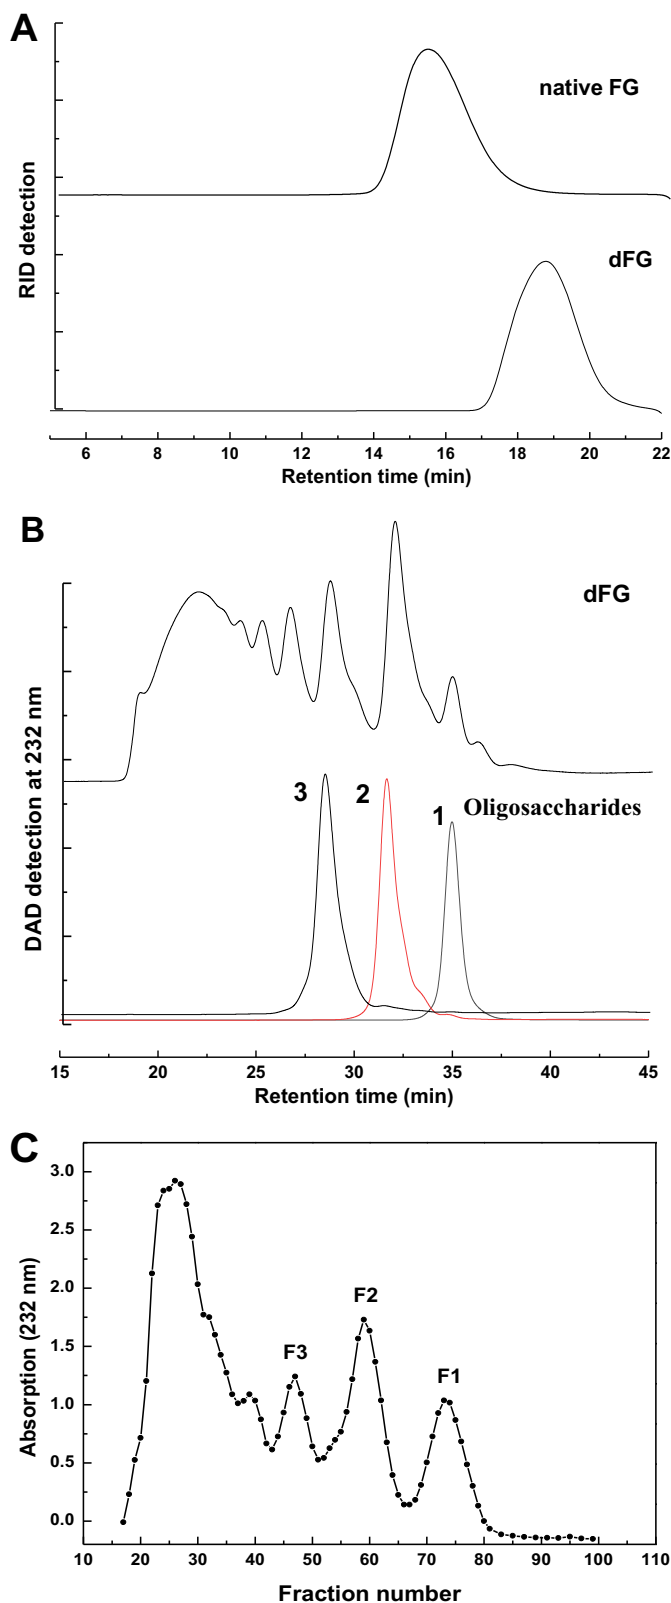 A
native FG
dFG
RID detection
6 8 10 12 14 16 18 20 22
Retention time (min)
B
dFG
3 2 1 Oligosaccharides
DAD detection at 232 nm
15 20 25 30 35 40 45
Retention time (min)
C
3.0
2.5
2.0
1.5
1.0
0.5
0.0
F3 F2 F1
Absorption (232 nm)
10 20 30 40 50 60 70 80 90 100 110
Fraction number